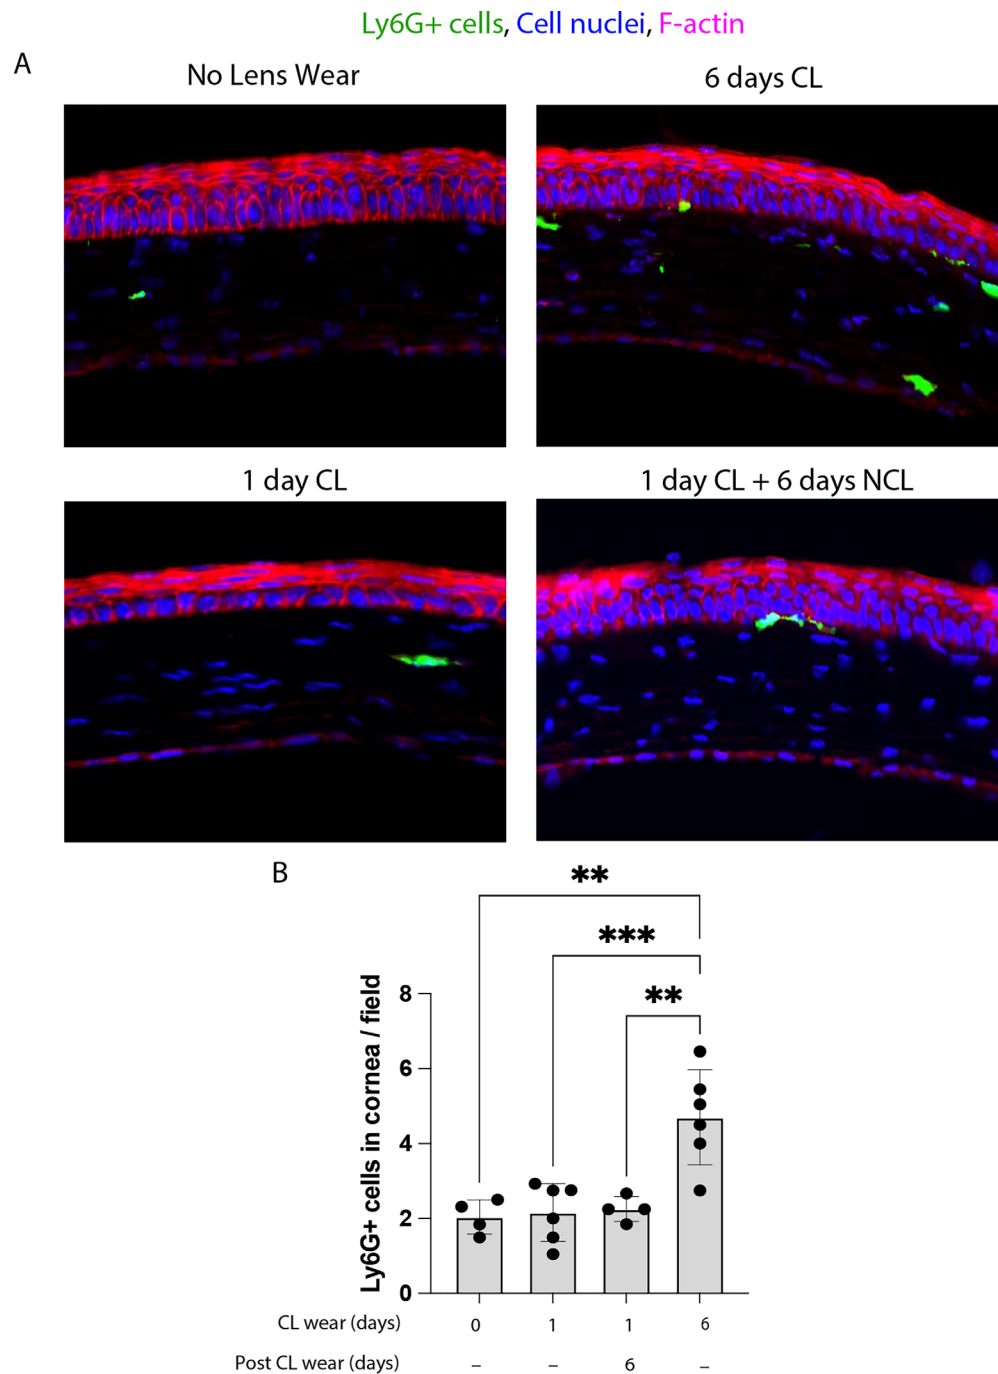 Ly6G+ cells, Cell nuclei, F-actin
A
No Lens Wear
6 days CL
1 day CL
1 day CL + 6 days NCL
B
**
***
**
Ly6G+ cells in cornea / field
8
6
4
2
0
CL wear (days) 0 1 1 6
Post CL wear (days) – – 6 –